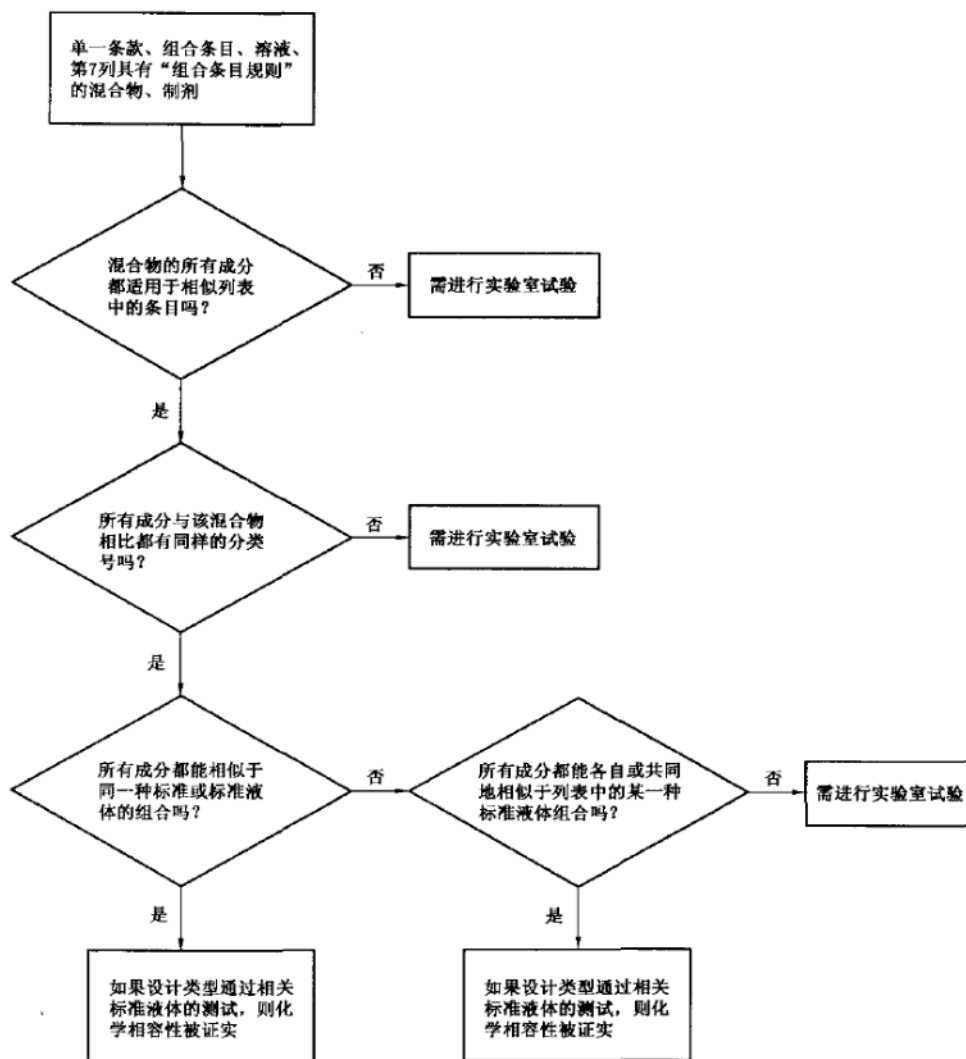 单一条款、组合条目、溶液、
第7列具有“组合条目规则”
的混合物、制剂
混合物的所有成分
都适用于相似列表
中的条目吗?
否
需进行实验室试验
是
所有成分与该混合物
相比都有同样的分类
号吗?
否
需进行实验室试验
是
所有成分都能相似于
同一种标准或标准液
体的组合吗?
否
所有成分都能各自或共同
地相似于列表中的某一种
标准液体组合吗?
否
需进行实验室试验
是
是
如果设计类型通过相关
标准液体的测试，则化
学相容性被证实
如果设计类型通过相关
标准液体的测试，则化
学相容性被证实